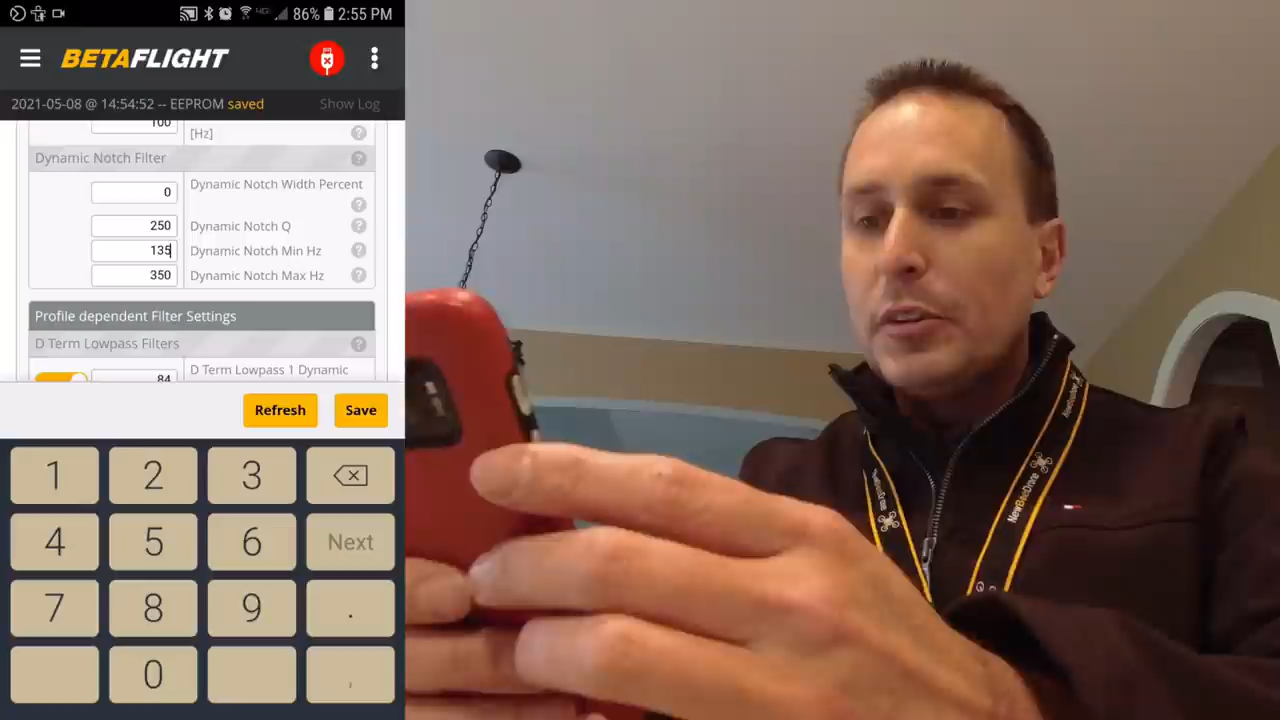 86% 2:55 PM
BETAFLIGHT
2021-05-08 @ 14:54:52 -- EEPROM saved Show Log
100 [Hz] ?
Dynamic Notch Filter ?
0 Dynamic Notch Width Percent ?
250 Dynamic Notch Q ?
135 Dynamic Notch Min Hz ?
350 Dynamic Notch Max Hz ?
Profile dependent Filter Settings
D Term Lowpass Filters ?
84 D Term Lowpass 1 Dynamic
Refresh Save
1 2 3
4 5 6 Next
7 8 9 .
0 ,
NewBeeDrone